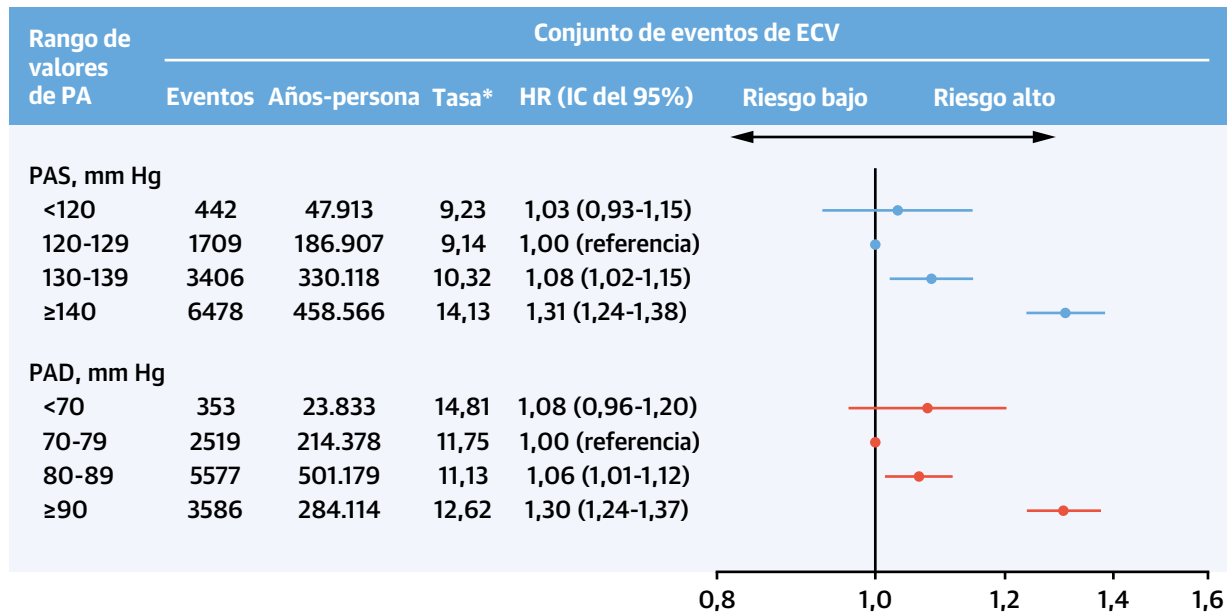 Rango de
valores
de PA
Conjunto de eventos de ECV
Eventos Años-persona Tasa* HR (IC del 95%) Riesgo bajo Riesgo alto
PAS, mm Hg
<120 442 47.913 9,23 1,03 (0,93-1,15)
120-129 1709 186.907 9,14 1,00 (referencia)
130-139 3406 330.118 10,32 1,08 (1,02-1,15)
≥140 6478 458.566 14,13 1,31 (1,24-1,38)
PAD, mm Hg
<70 353 23.833 14,81 1,08 (0,96-1,20)
70-79 2519 214.378 11,75 1,00 (referencia)
80-89 5577 501.179 11,13 1,06 (1,01-1,12)
≥90 3586 284.114 12,62 1,30 (1,24-1,37)
0,8 1,0 1,2 1,4 1,6